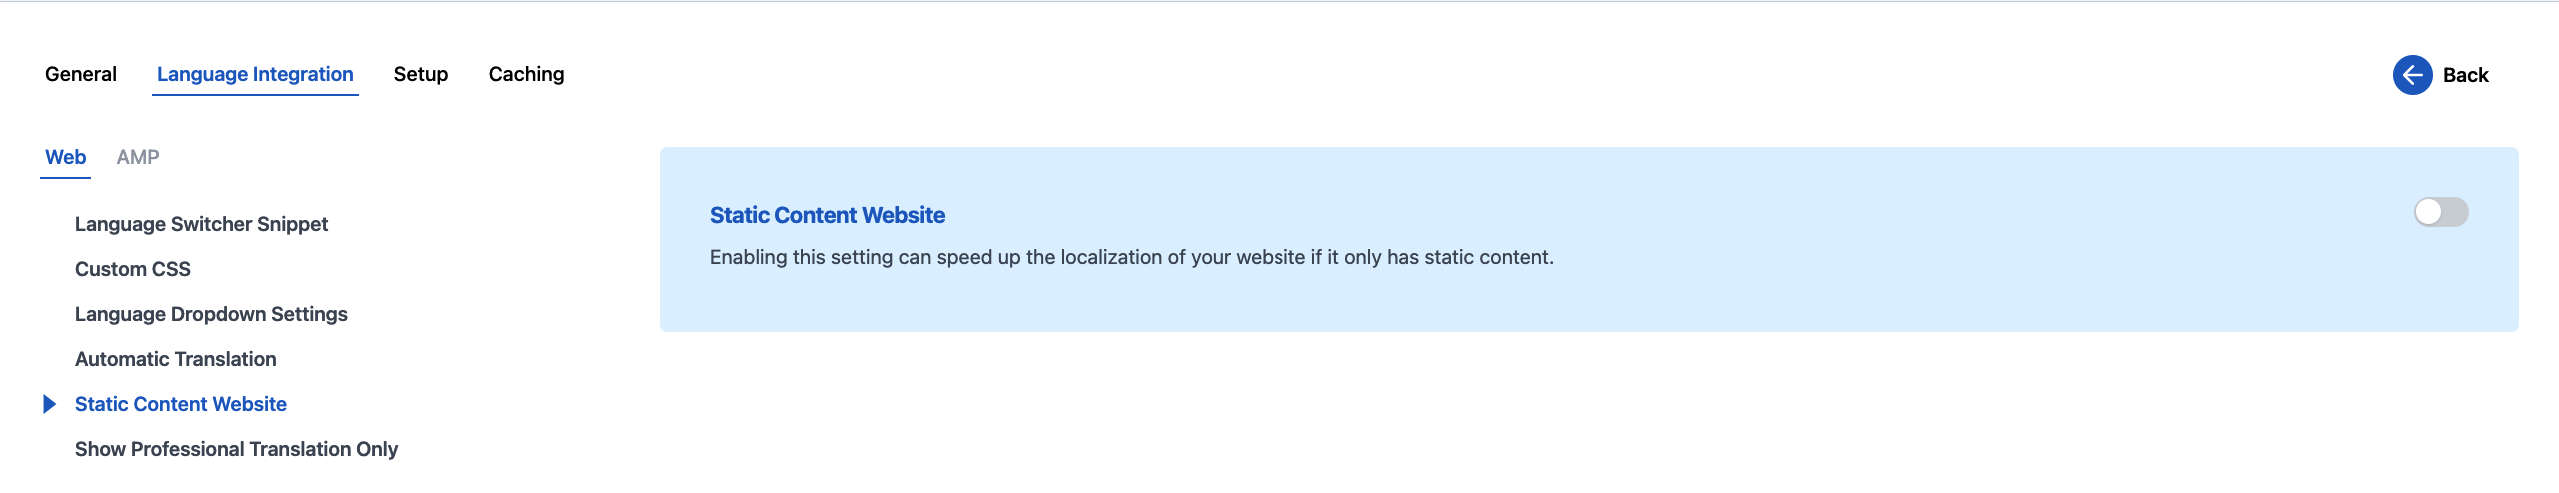 General Language Integration Setup Caching Back
Web AMP
Language Switcher Snippet
Custom CSS
Language Dropdown Settings
Automatic Translation
Static Content Website
Show Professional Translation Only
Static Content Website
Enabling this setting can speed up the localization of your website if it only has static content.